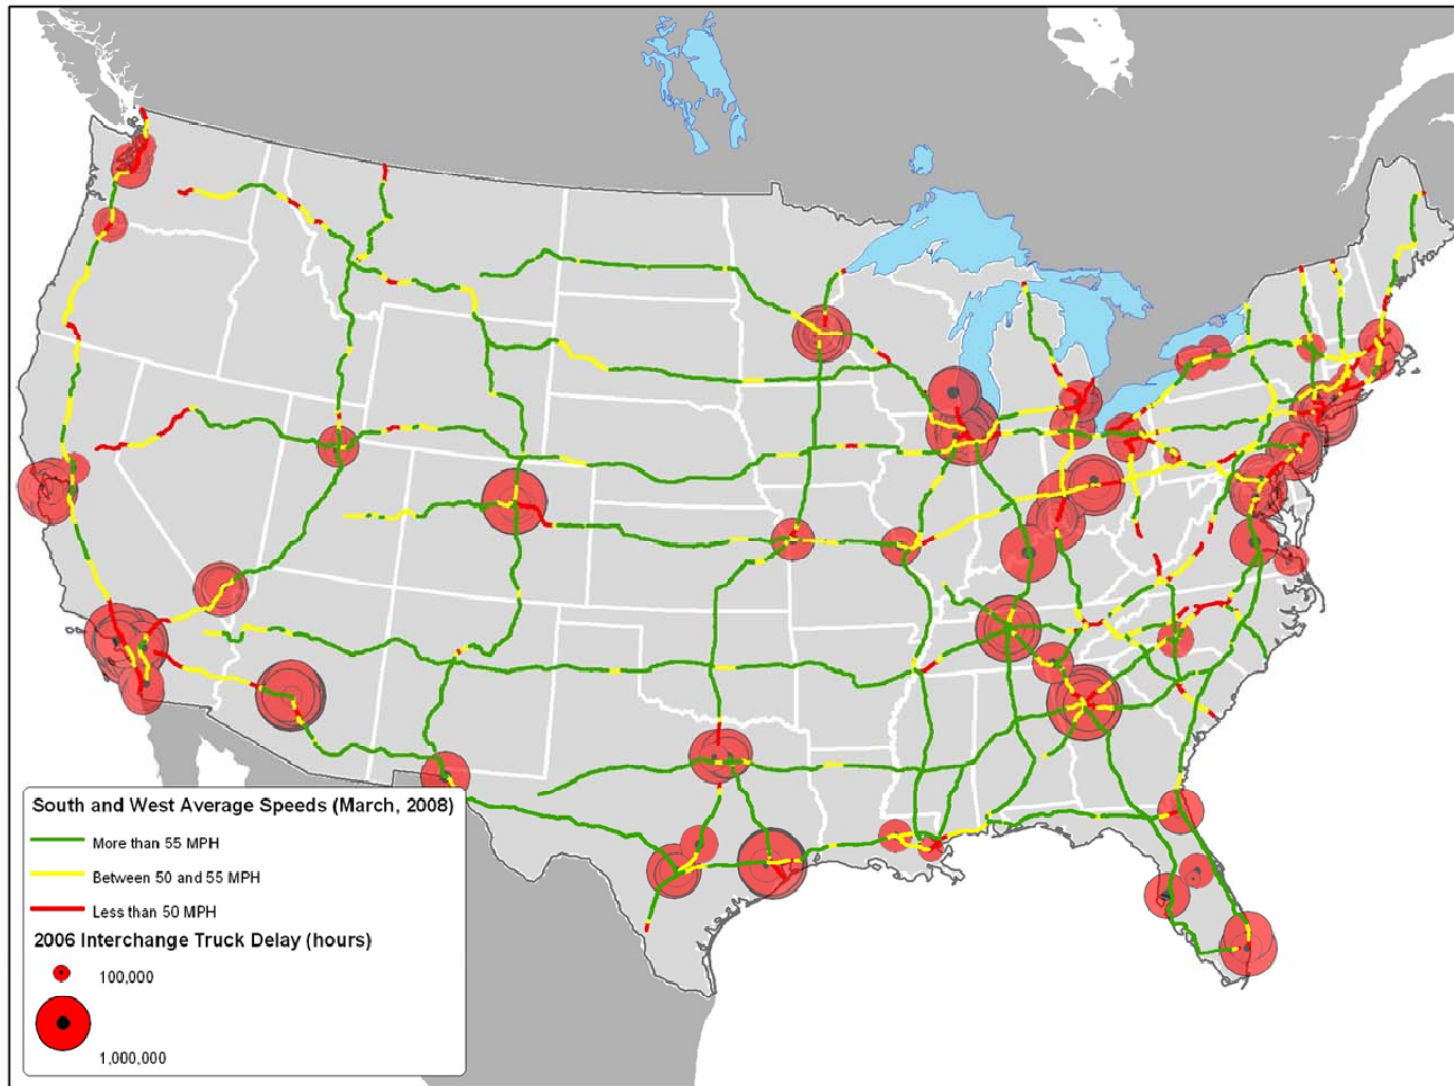 South and West Average Speeds (March, 2008)
More than 55 MPH
Between 50 and 55 MPH
Less than 50 MPH
2006 Interchange Truck Delay (hours)
100,000
1,000,000